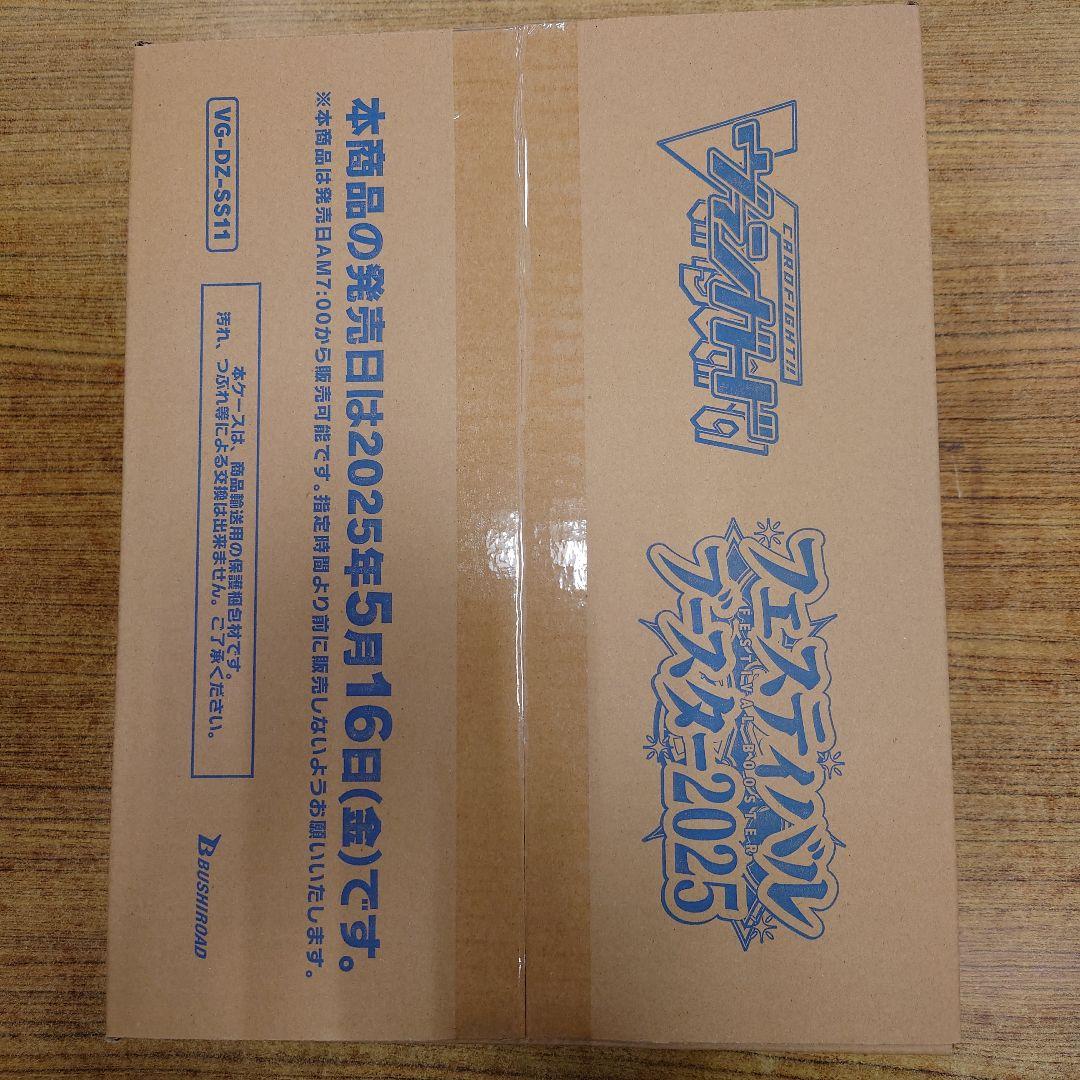 CARDFIGHT!!
ヴァンガード
フェスティバル
FESTIVAL BOOSTER
ブースター2025
本商品の発売日は2025年5月16日(金)です。
※本商品は発売日AM7:00から販売可能です。指定時間より前に販売しないようお願いいたします。
VG-DZ-SS11
本ケースは、商品輸送用の保護梱包材です。
汚れ、つぶれ等による交換は出来ません。ご了承ください。
BUSHIROAD